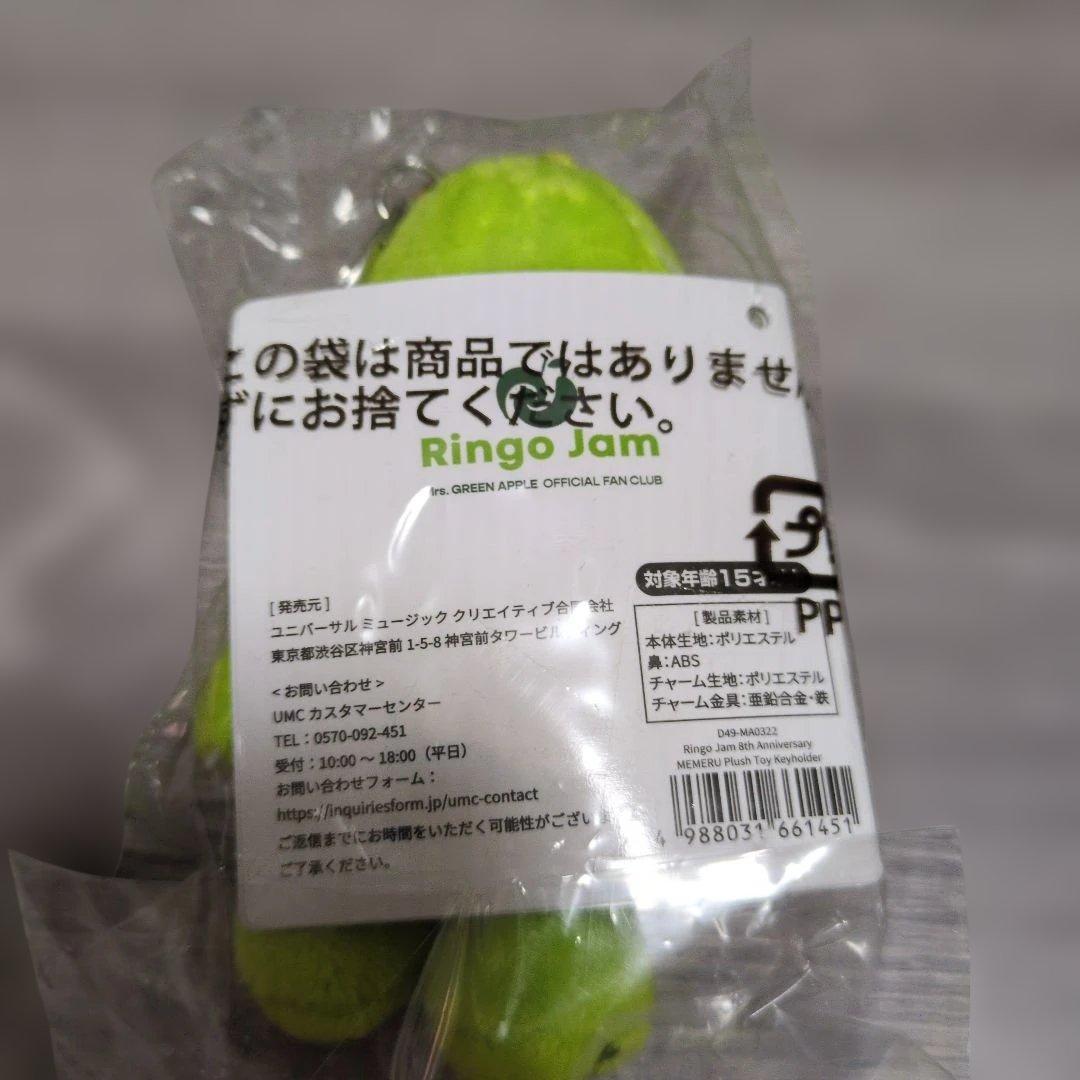 この袋は商品ではありません
ずにお捨てください。
Ringo Jam
Mrs. GREEN APPLE OFFICIAL FAN CLUB
プ
PP
対象年齢15才
[発売元]
ユニバーサル ミュージック クリエイティブ合同会社
東京都渋谷区神宮前 1-5-8 神宮前タワービルディング
<お問い合わせ>
UMC カスタマーセンター
TEL：0570-092-451
受付：10:00 ～ 18:00（平日）
お問い合わせフォーム：
https://inquiriesform.jp/umc-contact
ご返信までにお時間をいただく可能性がございま
ご了承ください。
[製品素材]
本体生地：ポリエステル
鼻：ABS
チャーム生地：ポリエステル
チャーム金具：亜鉛合金・鉄
D49-MA0322
Ringo Jam 8th Anniversary
MEMERU Plush Toy Keyholder
4 988031 661451